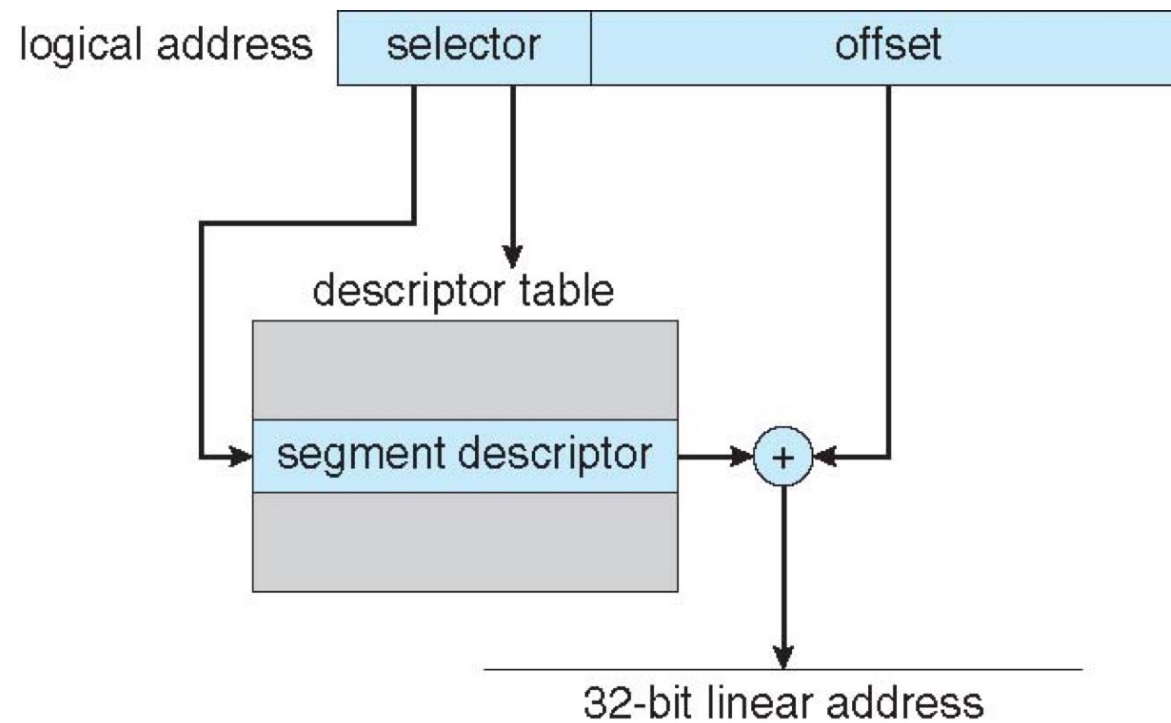 logical address selector offset
descriptor table
segment descriptor +
32-bit linear address